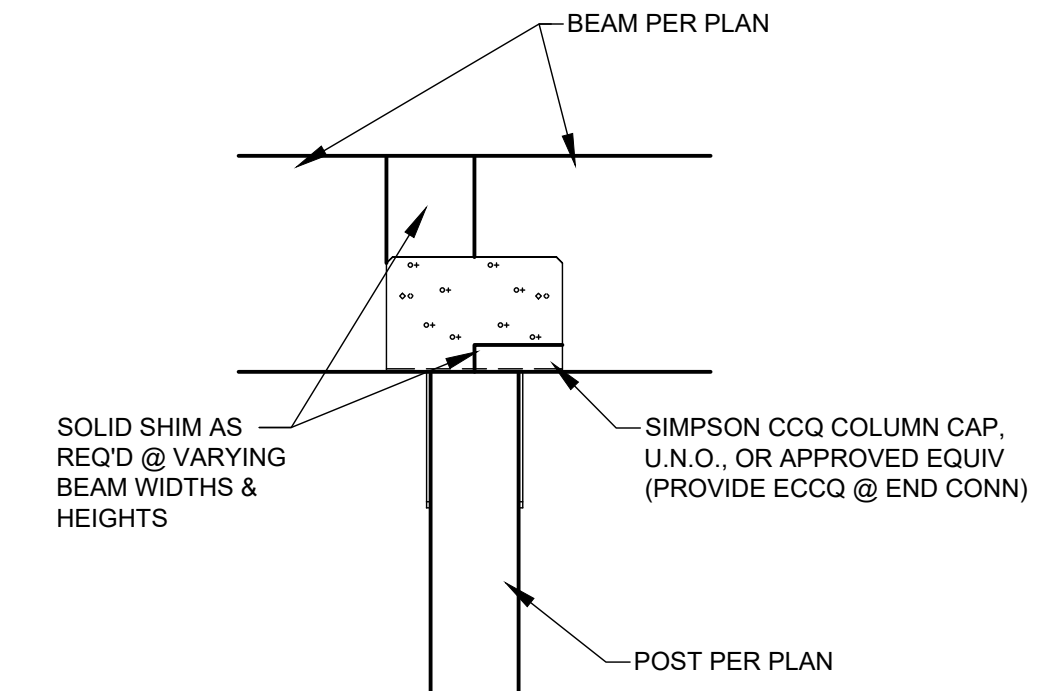 BEAM PER PLAN
SOLID SHIM AS
REQ'D @ VARYING
BEAM WIDTHS &
HEIGHTS
SIMPSON CCQ COLUMN CAP,
U.N.O., OR APPROVED EQUIV
(PROVIDE ECCQ @ END CONN)
POST PER PLAN